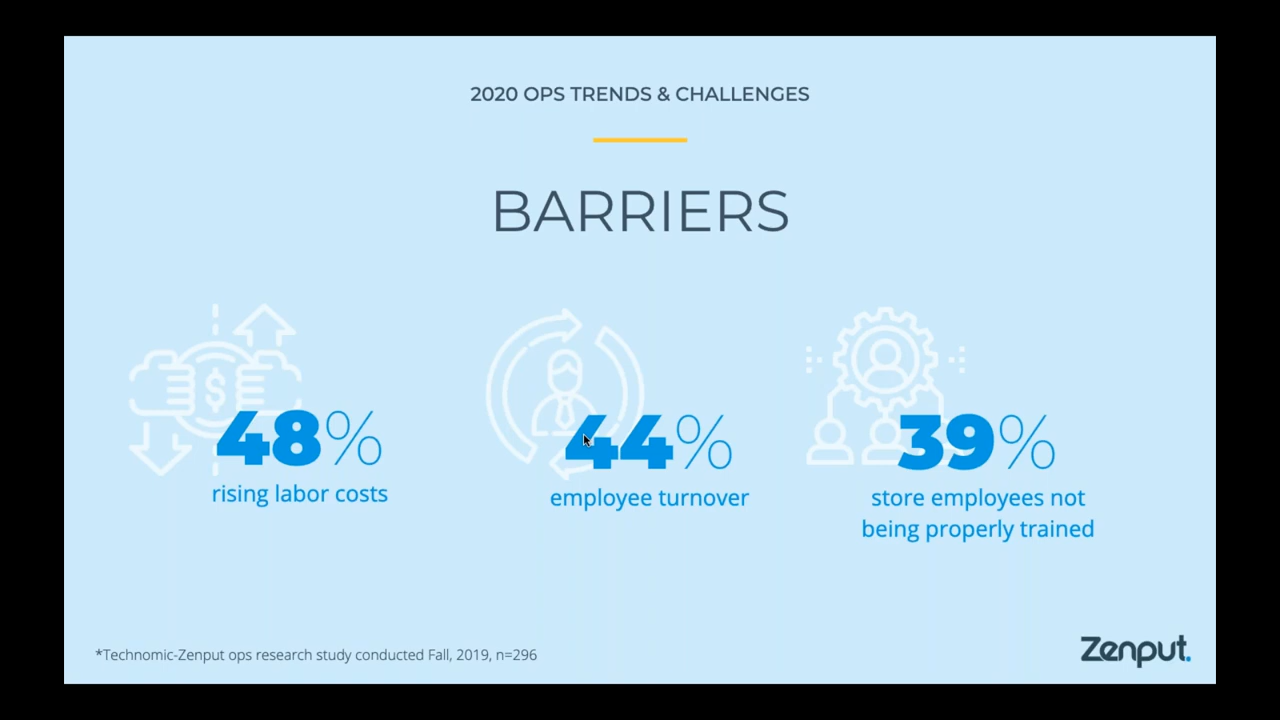 2020 OPS TRENDS & CHALLENGES
BARRIERS
$
48%
rising labor costs
44%
employee turnover
39%
store employees not
being properly trained
*Technomic-Zenput ops research study conducted Fall, 2019, n=296
Zenput.